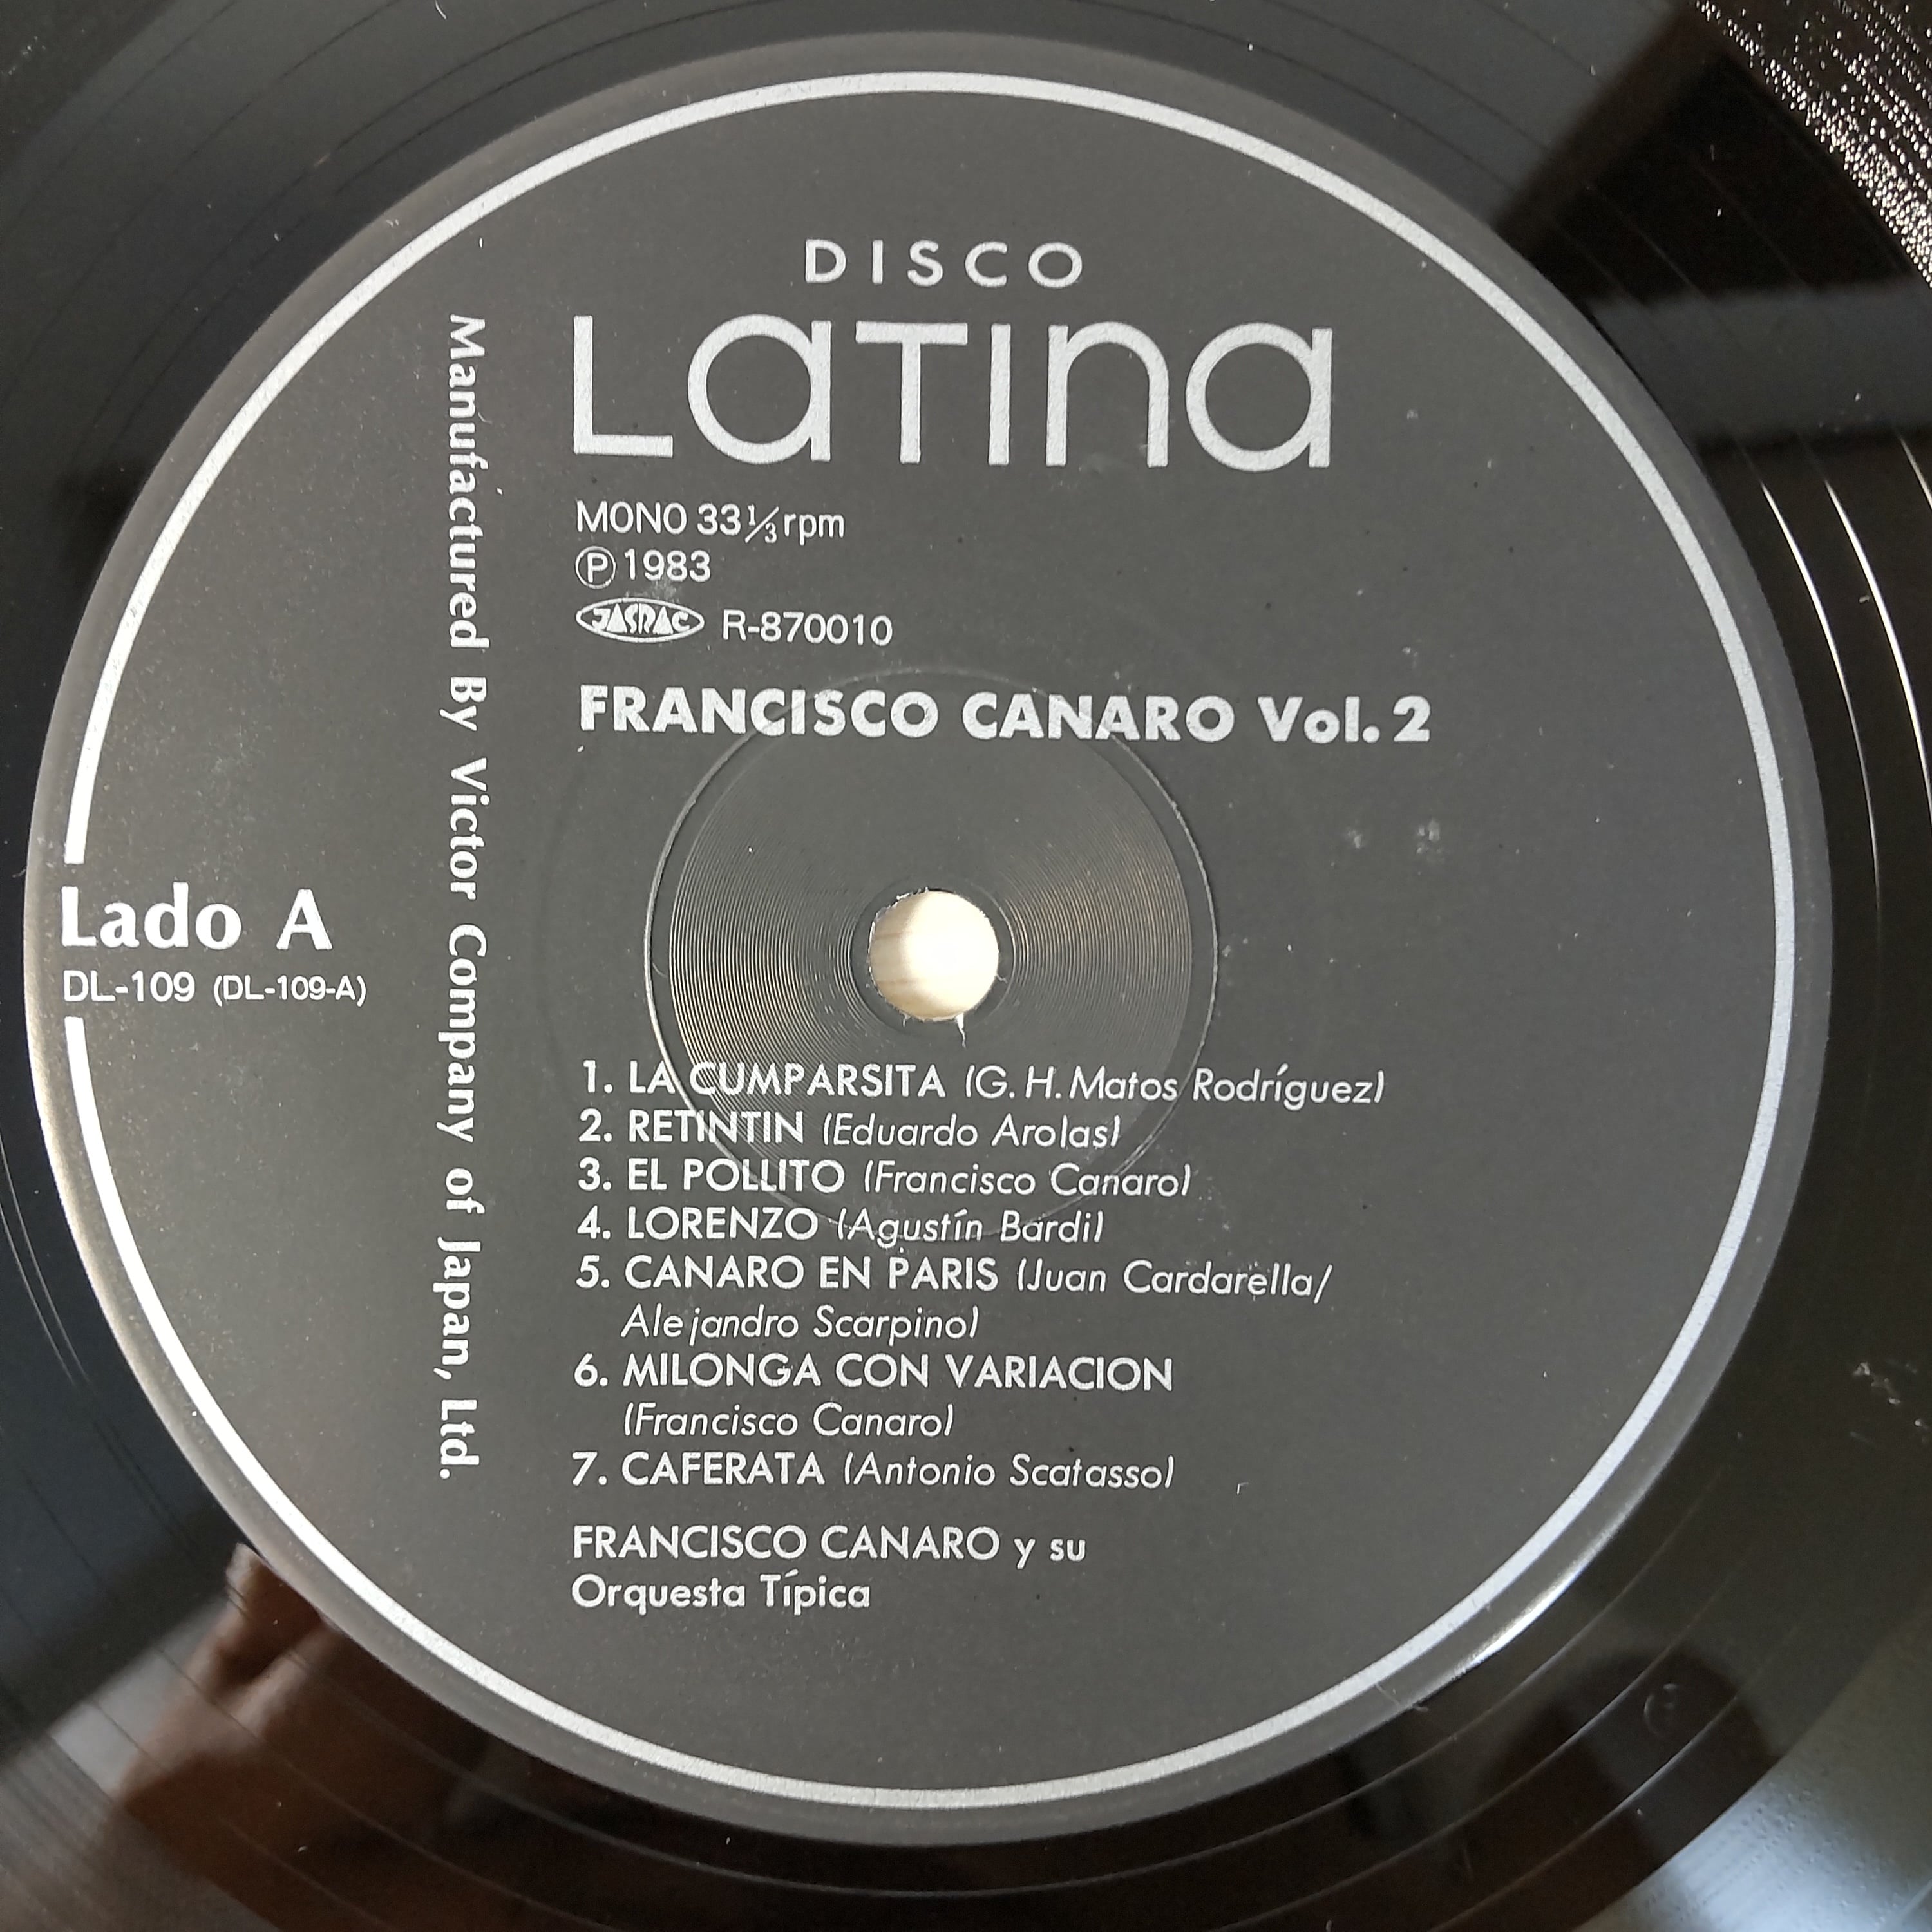 DISCO
LaTina
MONO 33⅓rpm
Ⓟ1983
JASRAC R-870010
FRANCISCO CANARO Vol. 2
Manufactured By Victor Company of Japan, Ltd.
Lado A
DL-109 (DL-109-A)
1. LA CUMPARSITA (G. H. Matos Rodríguez)
2. RETINTIN (Eduardo Arolas)
3. EL POLLITO (Francisco Canaro)
4. LORENZO (Agustín Bardi)
5. CANARO EN PARIS (Juan Cardarella/
Alejandro Scarpino)
6. MILONGA CON VARIACION
(Francisco Canaro)
7. CAFERATA (Antonio Scatasso)
FRANCISCO CANARO y su
Orquesta Típica